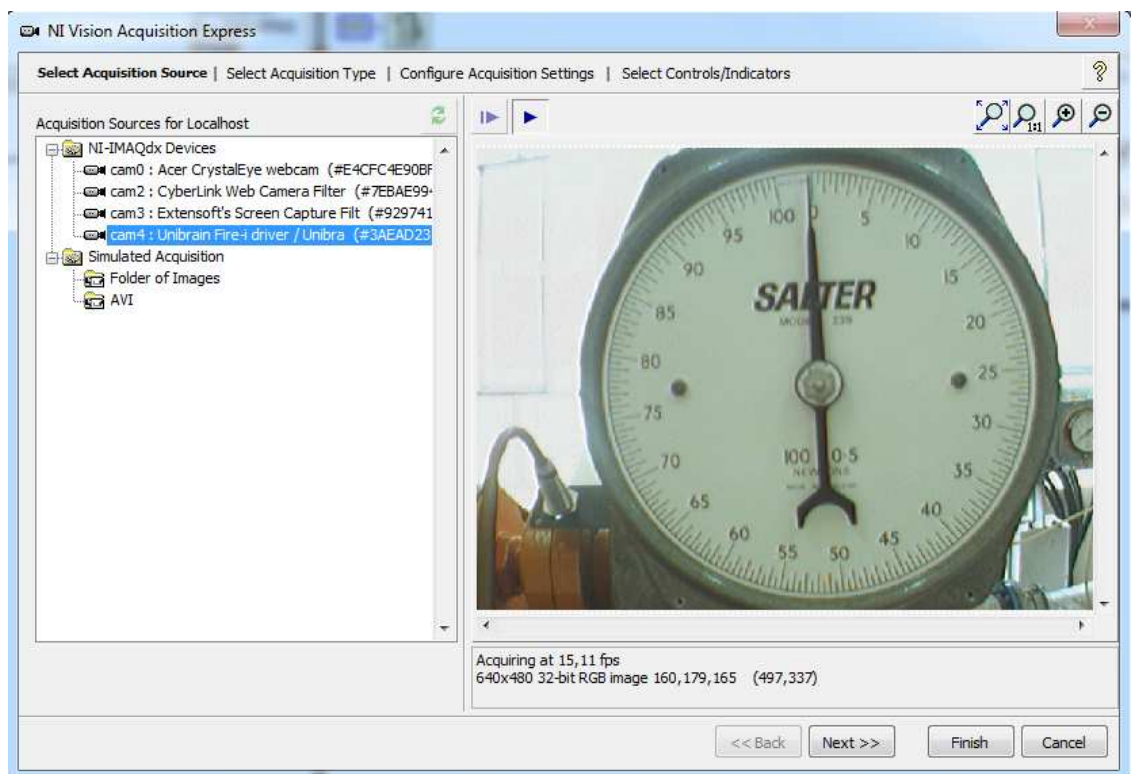 NI Vision Acquisition Express
Select Acquisition Source | Select Acquisition Type | Configure Acquisition Settings | Select Controls/Indicators
Acquisition Sources for Localhost
NI-IMAQdx Devices
cam0 : Acer CrystalEye webcam (#E4CFC4E90BF
cam2 : CyberLink Web Camera Filter (#7EBAE99
cam3 : Extensoft's Screen Capture Filt (#929741
cam4 : Unibrain Fire-i driver / Unibra (#3AEAD23
Simulated Acquisition
Folder of Images
AVI
1:1
100 0 5
95 10
90 15
SALTER
MODEL 235
85 20
80 25
75 30
100 0·5
NEWTONS
70 35
65 40
60 45
55 50
Acquiring at 15,11 fps
640x480 32-bit RGB image 160,179,165 (497,337)
<< Back Next >> Finish Cancel